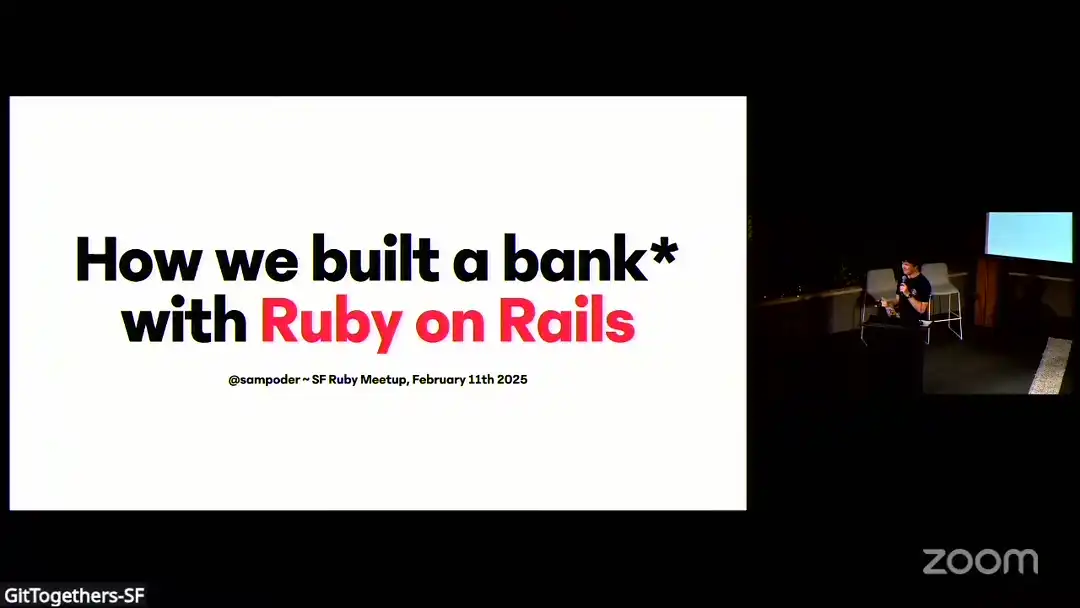 How we built a bank*
with Ruby on Rails
@sampoder ~ SF Ruby Meetup, February 11th 2025
zoom
GitTogethers-SF